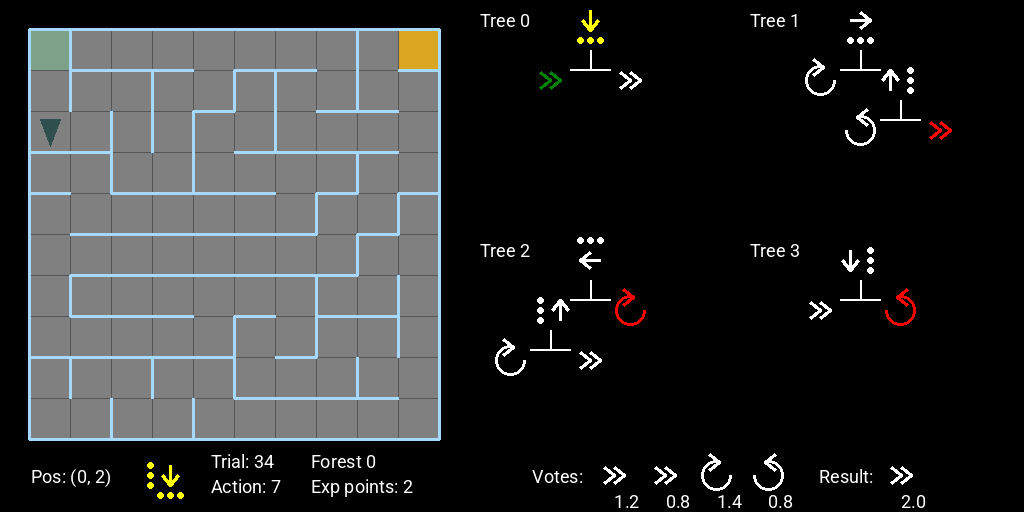 Tree 0
Tree 1
Tree 2
Tree 3
Pos: (0, 2)
Trial: 34
Action: 7
Forest 0
Exp points: 2
Votes:
1.2 0.8 1.4 0.8
Result:
2.0